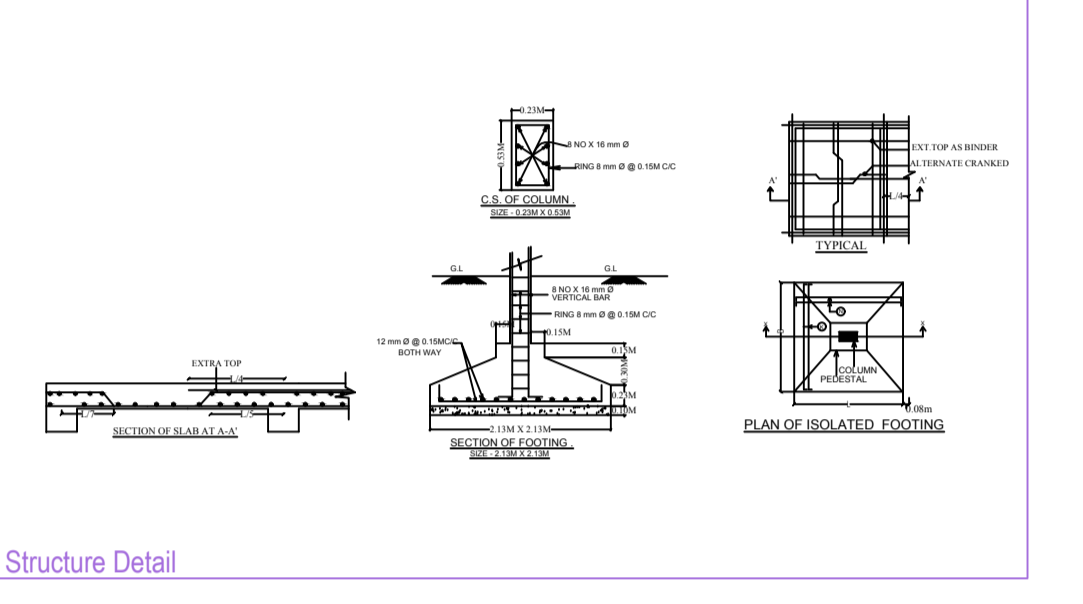 0.23M
0.53M
8 NO X 16 mm Ø
RING 8 mm Ø @ 0.15M C/C
C.S. OF COLUMN .
SIZE - 0.23M X 0.53M
EXT.TOP AS BINDER
ALTERNATE CRANKED
A'
A'
L/4
TYPICAL
G.L
G.L
8 NO X 16 mm Ø
VERTICAL BAR
RING 8 mm Ø @ 0.15M C/C
0.15M
0.15M
12 mm Ø @ 0.15MC/C
BOTH WAY
0.15M
0.30M
0.23M
0.10M
2.13M X 2.13M
SECTION OF FOOTING .
SIZE - 2.13M X 2.13M
EXTRA TOP
L/4
L/7
L/5
SECTION OF SLAB AT A-A'
X
X
COLUMN
PEDESTAL
L
0.08m
PLAN OF ISOLATED FOOTING
Structure Detail